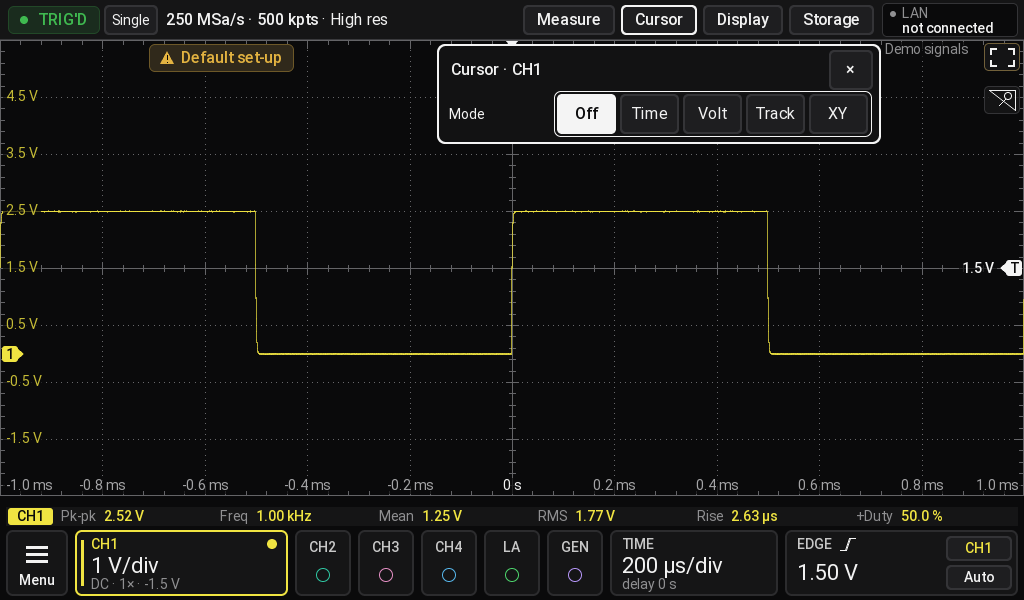 TRIG'D Single 250 MSa/s · 500 kpts · High res Measure Cursor Display Storage LAN
not connected
Default set-up
Cursor · CH1 ×
Demo signals
Mode Off Time Volt Track XY
4.5 V
3.5 V
2.5 V
1.5 V 1.5 V T
0.5 V
1
-0.5 V
-1.5 V
-1.0 ms -0.8 ms -0.6 ms -0.4 ms -0.2 ms 0 s 0.2 ms 0.4 ms 0.6 ms 0.8 ms 1.0 ms
CH1 Pk-pk 2.52 V Freq 1.00 kHz Mean 1.25 V RMS 1.77 V Rise 2.63 µs +Duty 50.0 %
Menu
CH1
1 V/div
DC · 1× · -1.5 V
CH2 CH3 CH4 LA GEN
TIME
200 µs/div
delay 0 s
EDGE
1.50 V
CH1
Auto